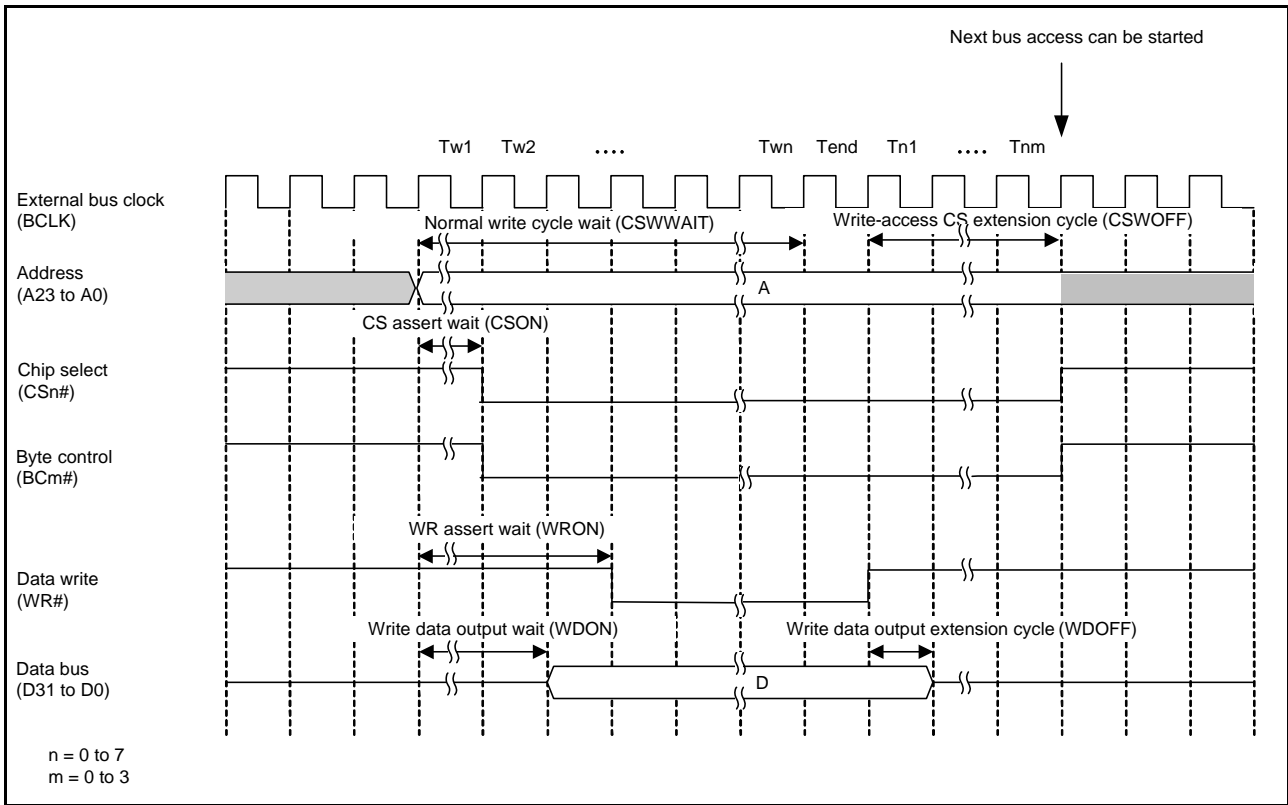 Next bus access can be started
Tw1 Tw2 .... Twn Tend Tn1 .... Tnm
External bus clock
(BCLK)
Normal write cycle wait (CSWWAIT)
Write-access CS extension cycle (CSWOFF)
Address
(A23 to A0)
A
CS assert wait (CSON)
Chip select
(CSn#)
Byte control
(BCm#)
WR assert wait (WRON)
Data write
(WR#)
Write data output wait (WDON)
Write data output extension cycle (WDOFF)
Data bus
(D31 to D0)
D
n = 0 to 7
m = 0 to 3